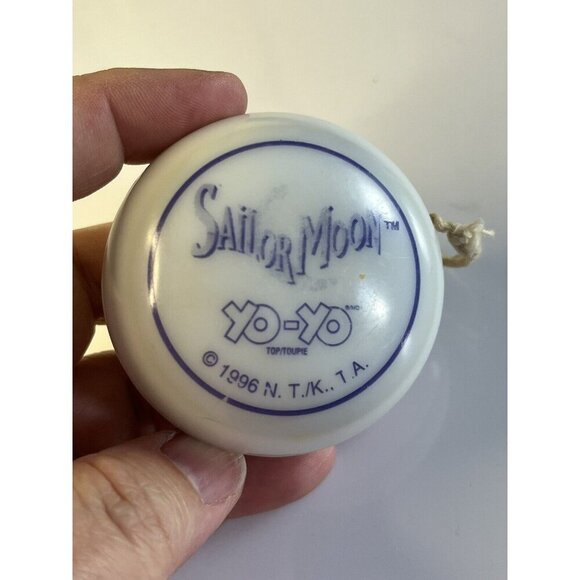 SAILOR MOON™
YO-YO
TOP/TOUPIE
© 1996 N. T./K., T.A.